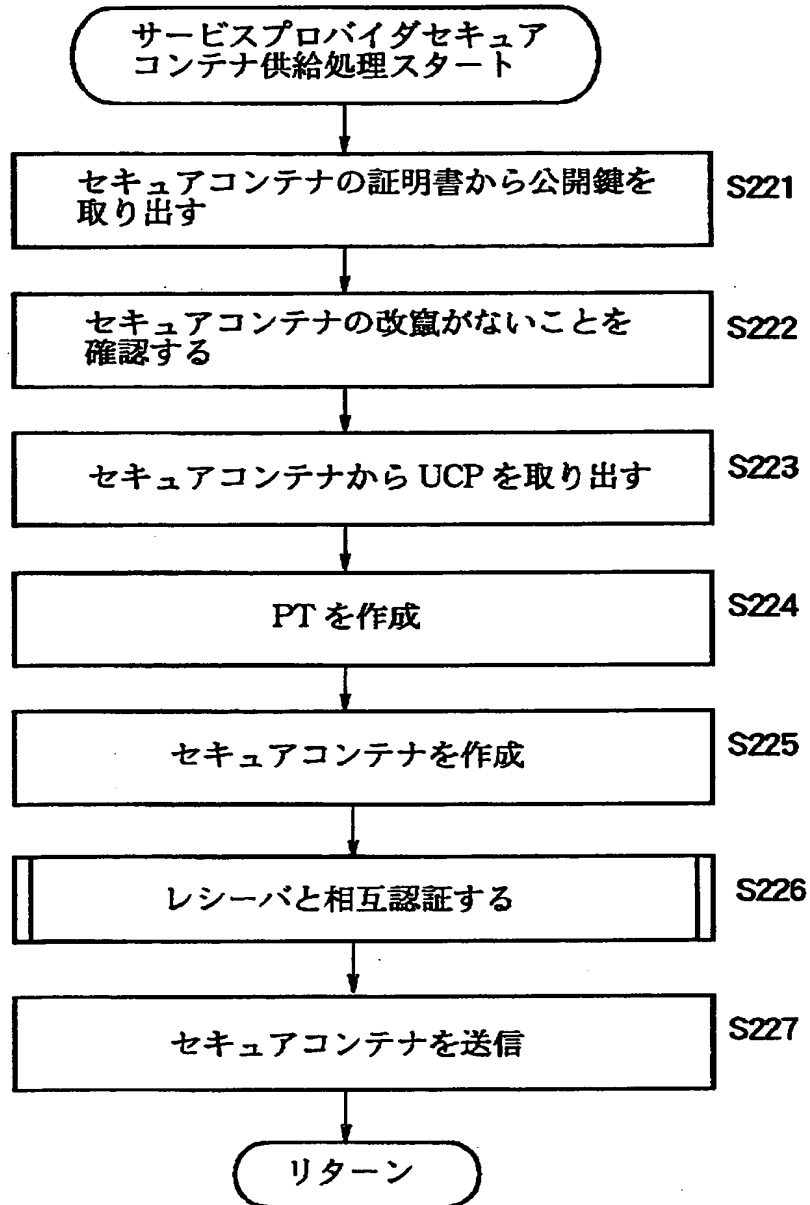 サービスプロバイダセキュア
コンテナ供給処理スタート
セキュアコンテナの証明書から公開鍵を
取り出す
S221
セキュアコンテナの改竄がないことを
確認する
S222
セキュアコンテナから UCP を取り出す
S223
PT を作成
S224
セキュアコンテナを作成
S225
レシーバと相互認証する
S226
セキュアコンテナを送信
S227
リターン